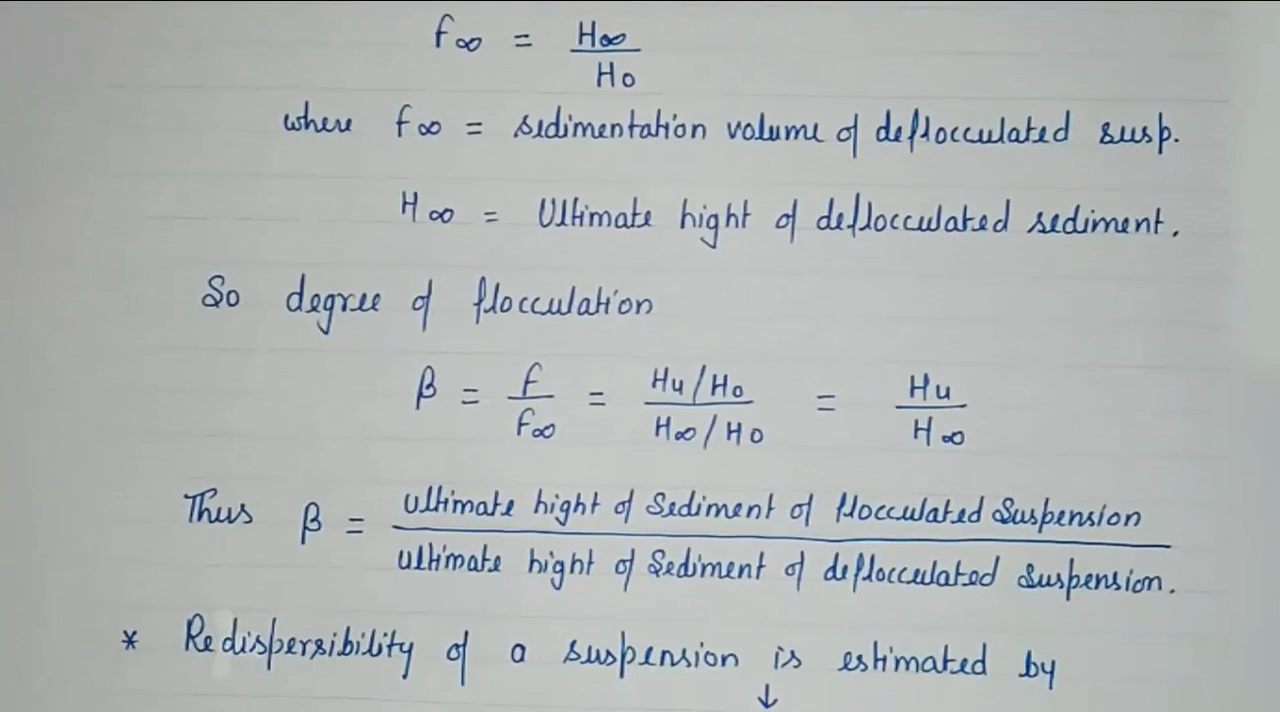 f∞ = H∞/Ho
where f∞ = sedimentation volume of deflocculated susp.
H∞ = Ultimate hight of deflocculated sediment.
So degree of flocculation
β = f/f∞ = Hu/Ho / H∞/Ho = Hu/H∞
Thus β = ultimate hight of Sediment of flocculated Suspension
ultimate hight of Sediment of deflocculated Suspension.
* Redispersibility of a suspension is estimated by
↓